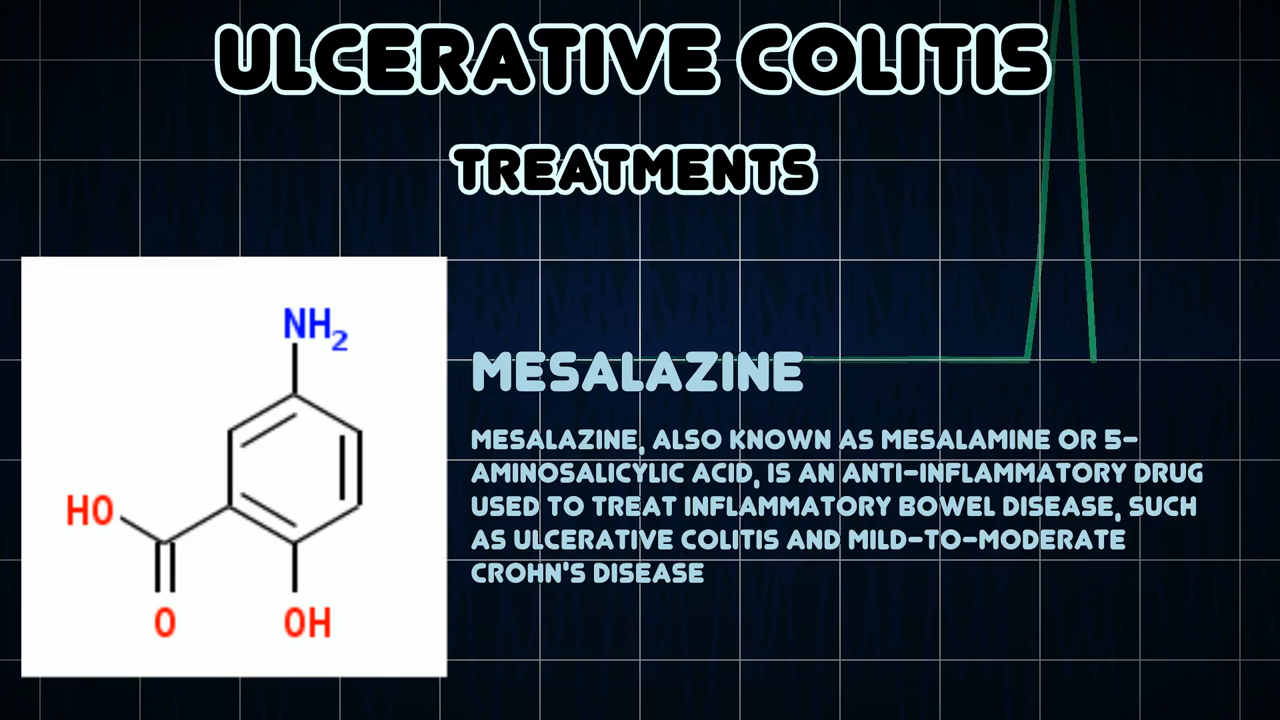 ULCERATIVE COLITIS
TREATMENTS
NH2
HO
O
OH
MESALAZINE
MESALAZINE, ALSO KNOWN AS MESALAMINE OR 5-
AMINOSALICYLIC ACID, IS AN ANTI-INFLAMMATORY DRUG
USED TO TREAT INFLAMMATORY BOWEL DISEASE, SUCH
AS ULCERATIVE COLITIS AND MILD-TO-MODERATE
CROHN'S DISEASE